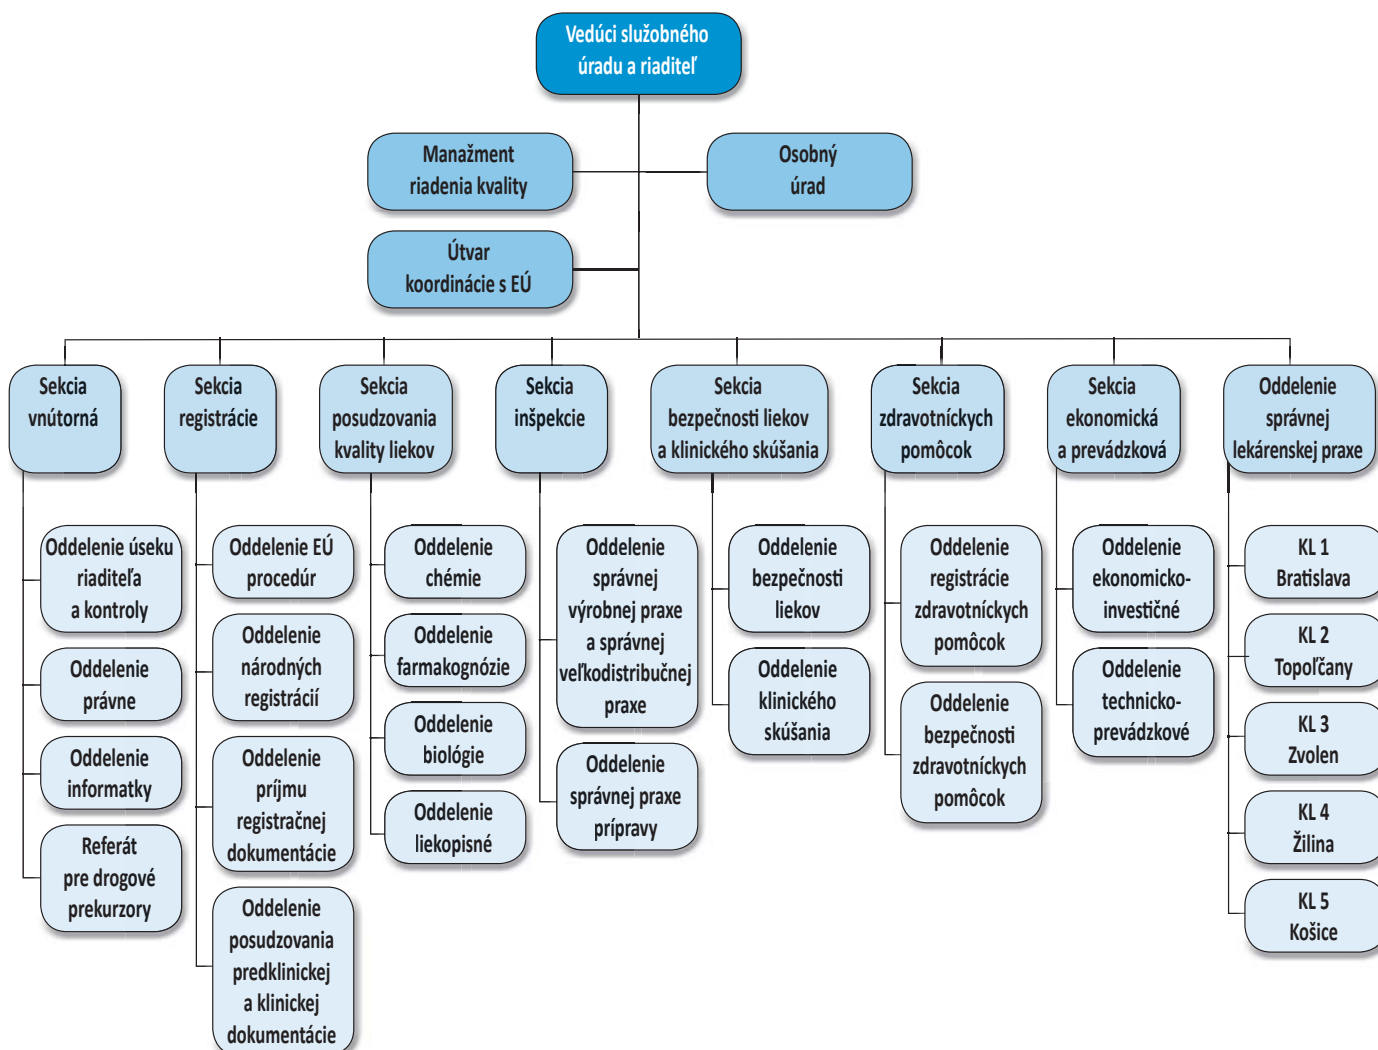 Vedúci služobného
úradu a riaditeľ
Manažment
riadenia kvality
Osobný
úrad
Útvar
koordinácie s EÚ
Sekcia
vnútorná
Sekcia
registrácie
Sekcia
posudzovania
kvality liekov
Sekcia
inšpekcie
Sekcia
bezpečnosti liekov
a klinického skúšania
Sekcia
zdravotníckych
pomôcok
Sekcia
ekonomická
a prevádzková
Oddelenie
správnej
lekárenskej praxe
Oddelenie úseku
riaditeľa
a kontroly
Oddelenie
právne
Oddelenie
informatky
Referát
pre drogové
prekurzory
Oddelenie EÚ
procedúr
Oddelenie
národných
registrácií
Oddelenie
príjmu
registračnej
dokumentácie
Oddelenie
posudzovania
predklinickej
a klinickej
dokumentácie
Oddelenie
chémie
Oddelenie
farmakognózie
Oddelenie
biológie
Oddelenie
liekopisné
Oddelenie
správnej
výrobnej praxe
a správnej
veľkodistribučnej
praxe
Oddelenie
správnej praxe
prípravy
Oddelenie
bezpečnosti
liekov
Oddelenie
klinického
skúšania
Oddelenie
registrácie
zdravotníckych
pomôcok
Oddelenie
bezpečnosti
zdravotníckych
pomôcok
Oddelenie
ekonomicko-
investičné
Oddelenie
technicko-
prevádzkové
KL 1
Bratislava
KL 2
Topoľčany
KL 3
Zvolen
KL 4
Žilina
KL 5
Košice